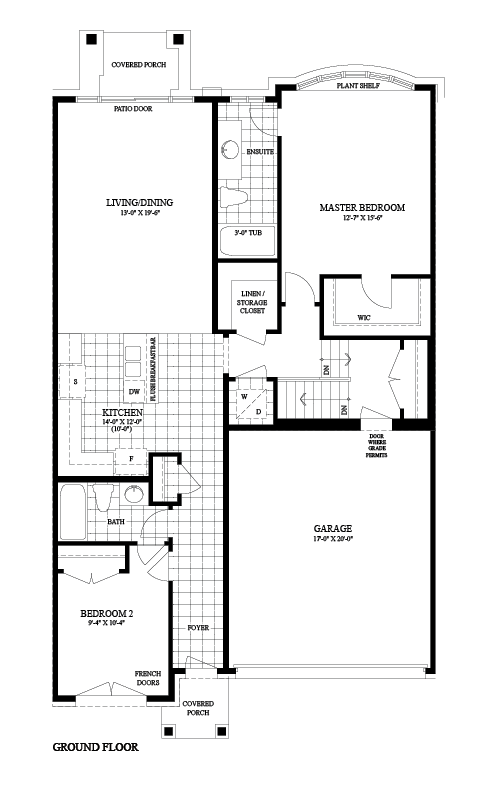 COVERED PORCH
PLANT SHELF
PATIO DOOR
ENSUITE
LIVING/DINING
13'-0" X 19'-6"
MASTER BEDROOM
12'-7" X 15'-6"
3'-0" TUB
LINEN /
STORAGE
CLOSET
WIC
FLUSH BREAKFAST BAR
DN
S
DW
W
D
DN
KITCHEN
14'-0" X 12'-0"
(10'-0")
F
DOOR
WHERE
GRADE
PERMITS
BATH
GARAGE
17'-0" X 20'-0"
BEDROOM 2
9'-4" X 10'-4"
FOYER
FRENCH
DOORS
COVERED
PORCH
GROUND FLOOR